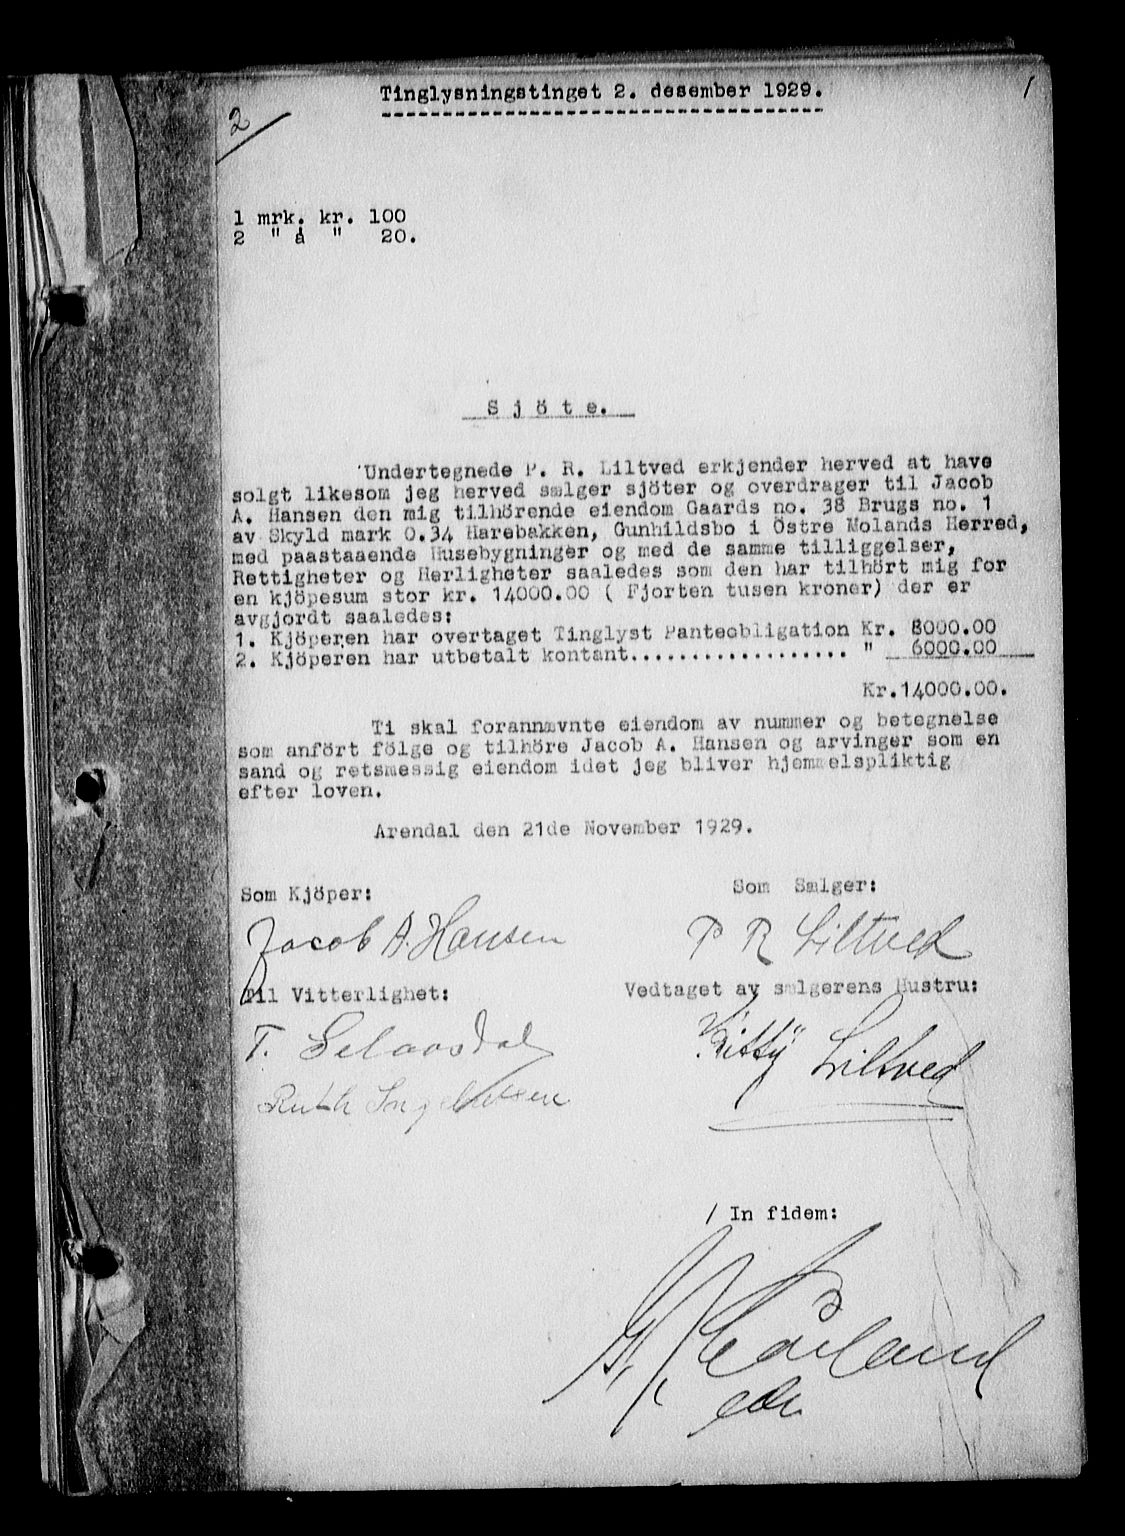 Tinglysningstinget 2. desember 1929.
1
2
1 mrk. kr. 100
2 " å " 20.
S j ö t e.
Undertegnede P. R. Liltved erkjender herved at have
solgt likesom jeg herved sælger sjöter og overdrager til Jacob
A. Hansen den mig tilhörende eiendom Gaards no. 38 Brugs no. 1
av Skyld mark 0.34 Harebakken, Gunhildsbo i Östre Molands Herred,
med paastaaende Husebygninger og med de samme tilliggelser,
Rettigheter og Herligheter saaledes som den har tilhört mig for
en kjöpesum stor kr. 14000.00 ( Fjorten tusen kroner) der er
avgjordt saaledes:
1. Kjöperen har overtaget Tinglyst Panteobligation Kr. 8000.00
2. Kjöperen har utbetalt kontant.................. " 6000.00
Kr.14000.00.
Ti skal forannævnte eiendom av nummer og betegnelse
som anfört fölge og tilhöre Jacob A. Hansen og arvinger som en
sand og retsmessig eiendom idet jeg bliver hjemmelspliktig
efter loven.
Arendal den 21de November 1929.
Som Kjöper:
Jacob A. Hansen
Som Sælger:
P R Liltved
Til Vitterlighet:
T. Selaasdal
Ruth Ingebretsen
Vedtaget av sælgerens Hustru:
Kitty Liltved
/ In fidem: